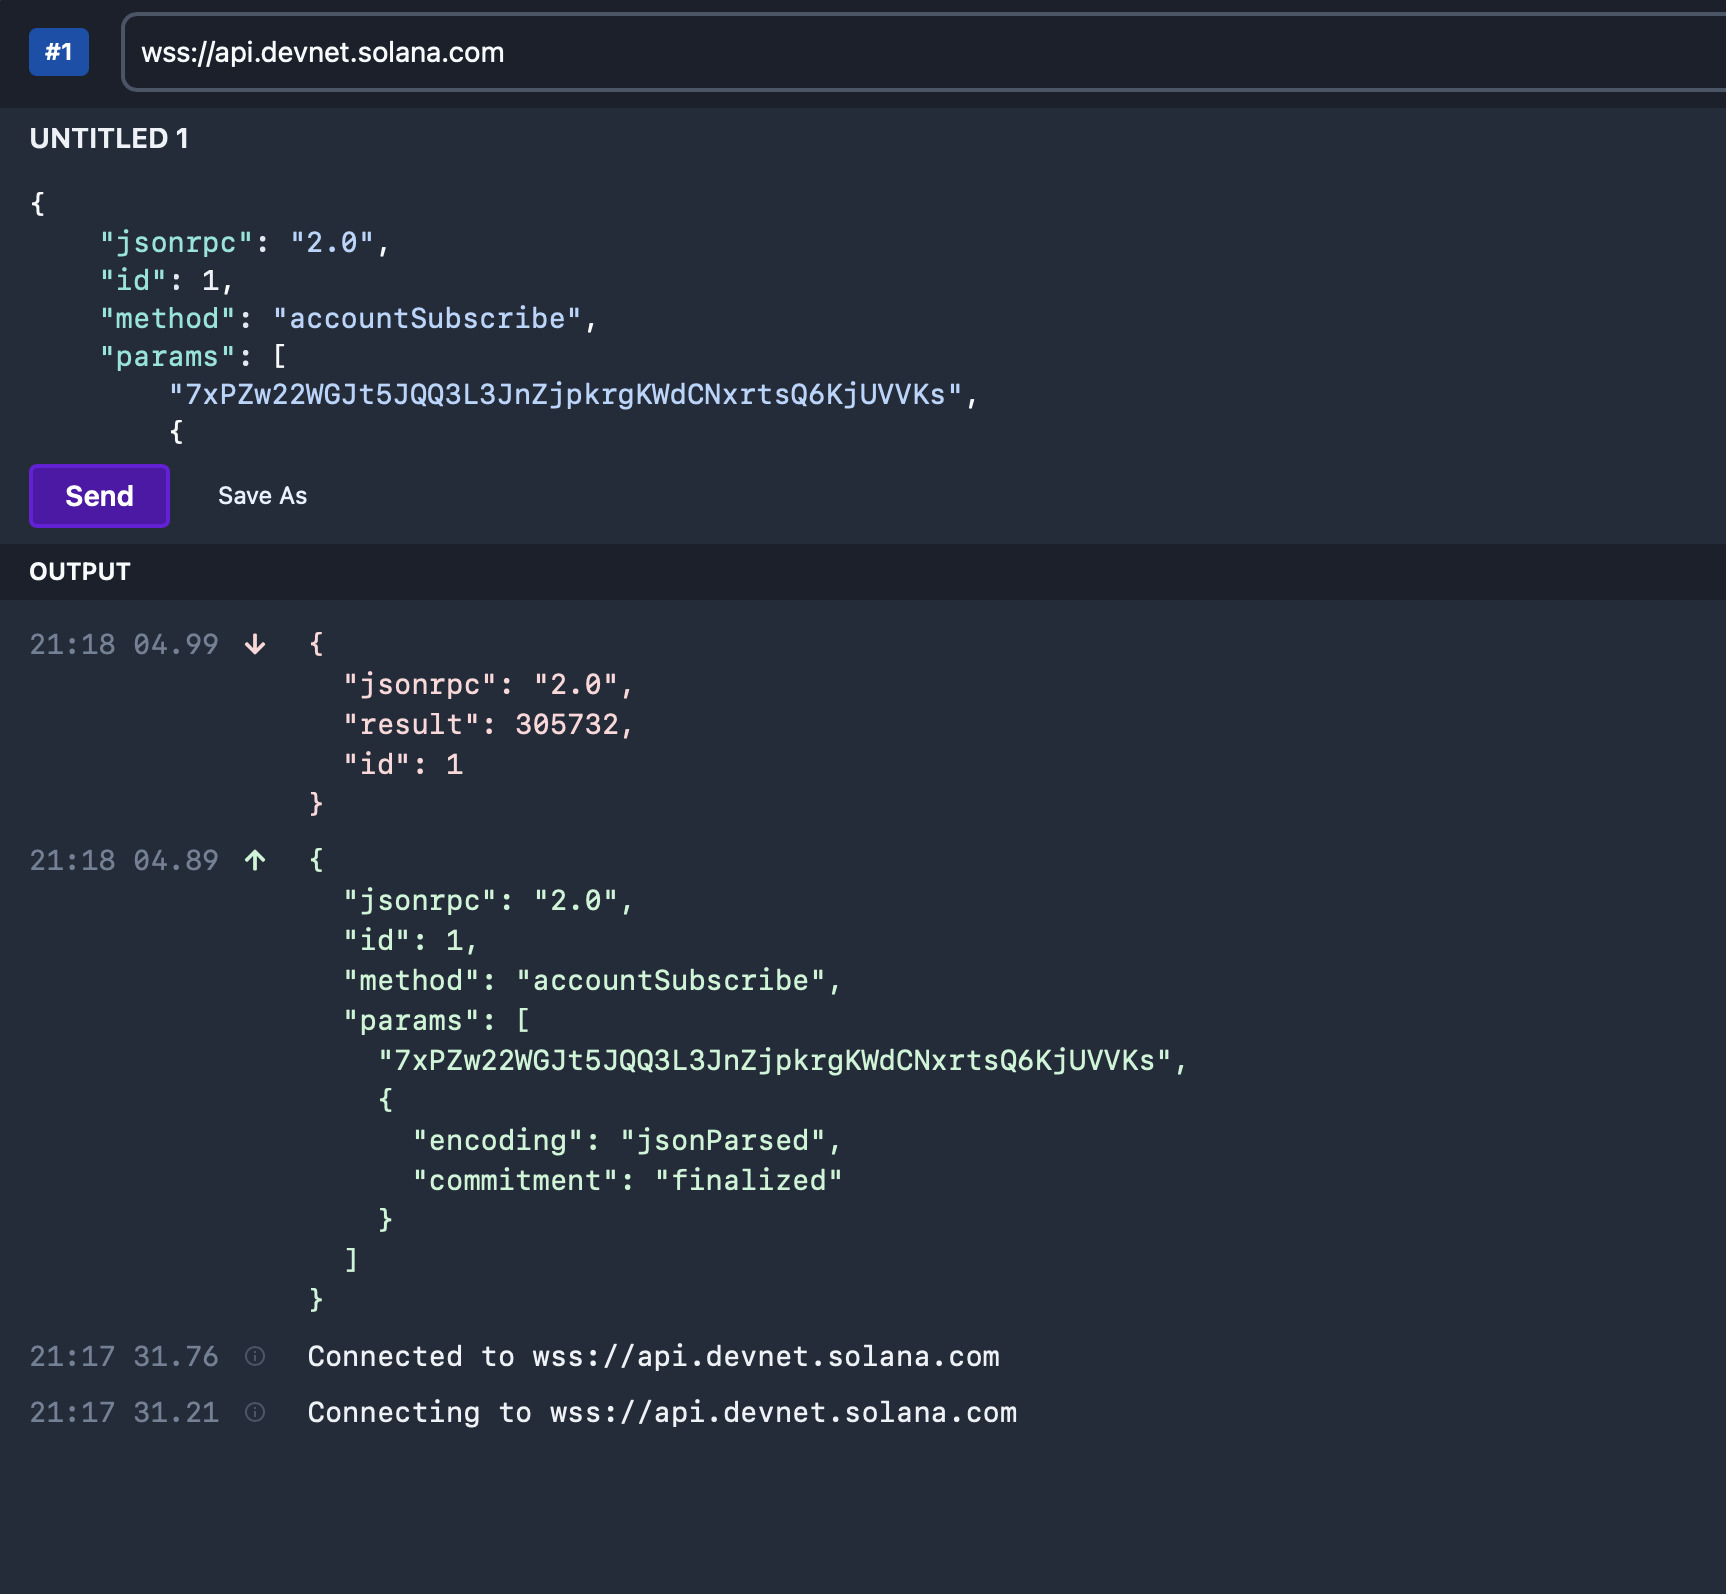 #1
wss://api.devnet.solana.com
UNTITLED 1
{
"jsonrpc": "2.0",
"id": 1,
"method": "accountSubscribe",
"params": [
"7xPZw22WGJt5JQQ3L3JnZjpkrgKWdCNxrtsQ6KjUVVKs",
{
Send
Save As
OUTPUT
21:18 04.99 ↓ {
"jsonrpc": "2.0",
"result": 305732,
"id": 1
}
21:18 04.89 ↑ {
"jsonrpc": "2.0",
"id": 1,
"method": "accountSubscribe",
"params": [
"7xPZw22WGJt5JQQ3L3JnZjpkrgKWdCNxrtsQ6KjUVVKs",
{
"encoding": "jsonParsed",
"commitment": "finalized"
}
]
}
21:17 31.76 Connected to wss://api.devnet.solana.com
21:17 31.21 Connecting to wss://api.devnet.solana.com